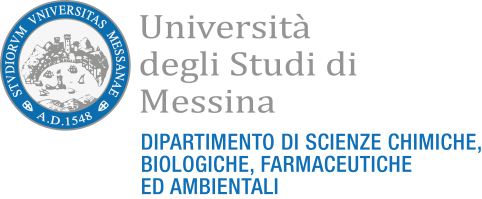 STVDIORVM VNIVERSITAS MESSANAE
A.D.1548
Università
degli Studi di
Messina
DIPARTIMENTO DI SCIENZE CHIMICHE,
BIOLOGICHE, FARMACEUTICHE
ED AMBIENTALI